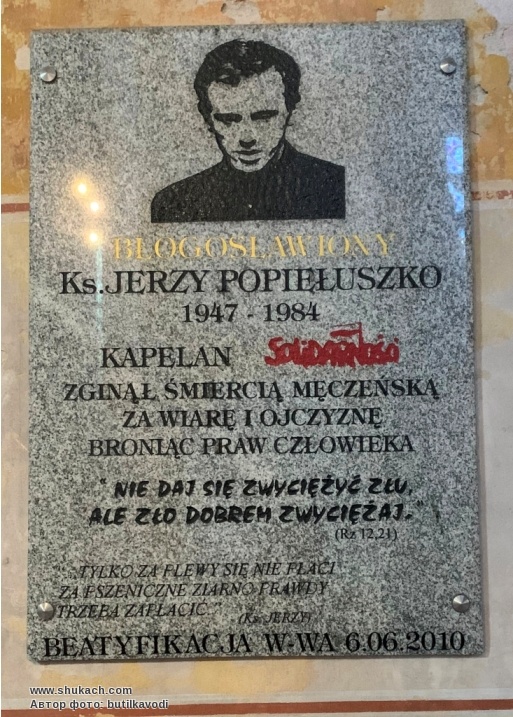 BŁOGOSŁAWIONY
Ks. JERZY POPIEŁUSZKO
1947 - 1984
KAPELAN SOLIDARNOŚCI
ZGINĄŁ ŚMIERCIĄ MĘCZEŃSKĄ
ZA WIARĘ I OJCZYZNĘ
BRONIĄC PRAW CZŁOWIEKA
"NIE DAJ SIĘ ZWYCIĘŻYĆ ZŁU,
ALE ZŁO DOBREM ZWYCIĘŻAJ."
(Rz 12,21)
"...TYLKO ZA PLEWY SIĘ NIE PŁACI
ZA PSZENICZNE ZIARNO PRAWDY
TRZEBA ZAPŁACIĆ."
(Ks. JERZY)
BEATYFIKACJA W-WA 6.06.2010
www.shukach.com
Автор фото: butilkavodi